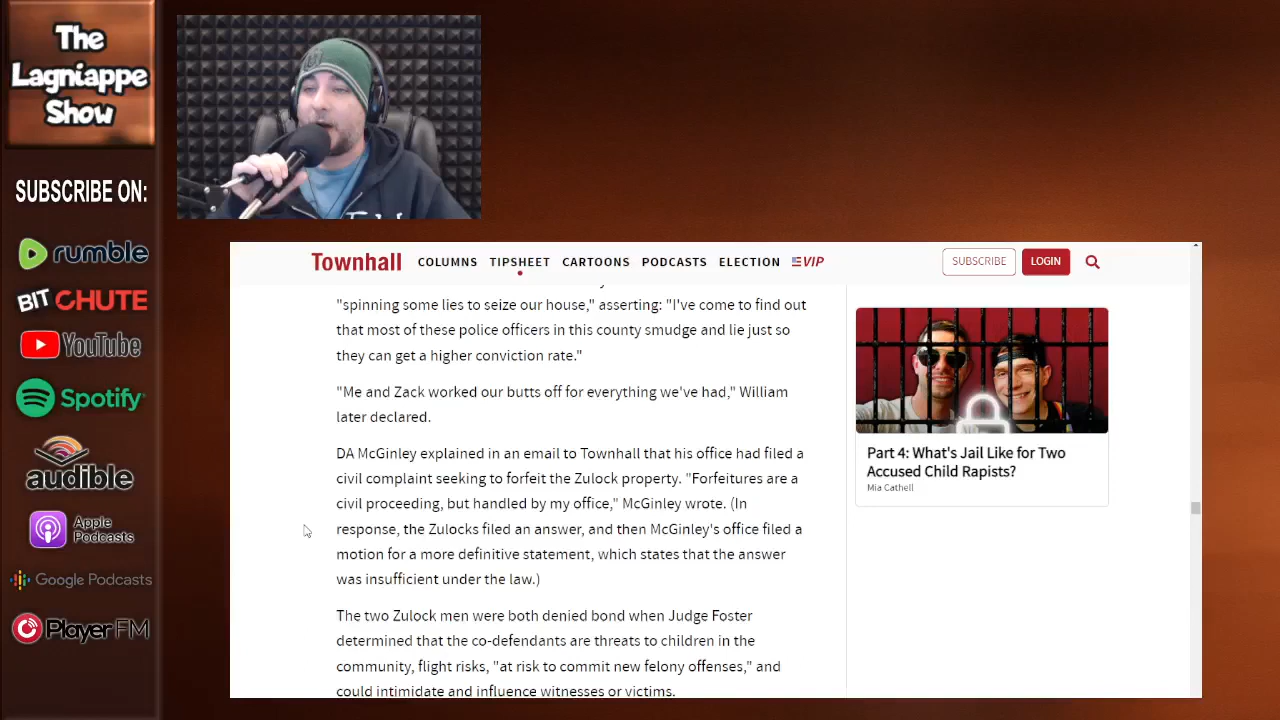 The
Lagniappe
Show
SUBSCRIBE ON:
rumble
BIT CHUTE
YouTube
Spotify
audible
Apple
Podcasts
Google Podcasts
Player FM
Townhall COLUMNS TIPSHEET CARTOONS PODCASTS ELECTION VIP SUBSCRIBE LOGIN
"spinning some lies to seize our house," asserting: "I've come to find out
that most of these police officers in this county smudge and lie just so
they can get a higher conviction rate."
"Me and Zack worked our butts off for everything we've had," William
later declared.
DA McGinley explained in an email to Townhall that his office had filed a
civil complaint seeking to forfeit the Zulock property. "Forfeitures are a
civil proceeding, but handled by my office," McGinley wrote. (In
response, the Zulocks filed an answer, and then McGinley's office filed a
motion for a more definitive statement, which states that the answer
was insufficient under the law.)
The two Zulock men were both denied bond when Judge Foster
determined that the co-defendants are threats to children in the
community, flight risks, "at risk to commit new felony offenses," and
could intimidate and influence witnesses or victims.
Part 4: What's Jail Like for Two
Accused Child Rapists?
Mia Cathell